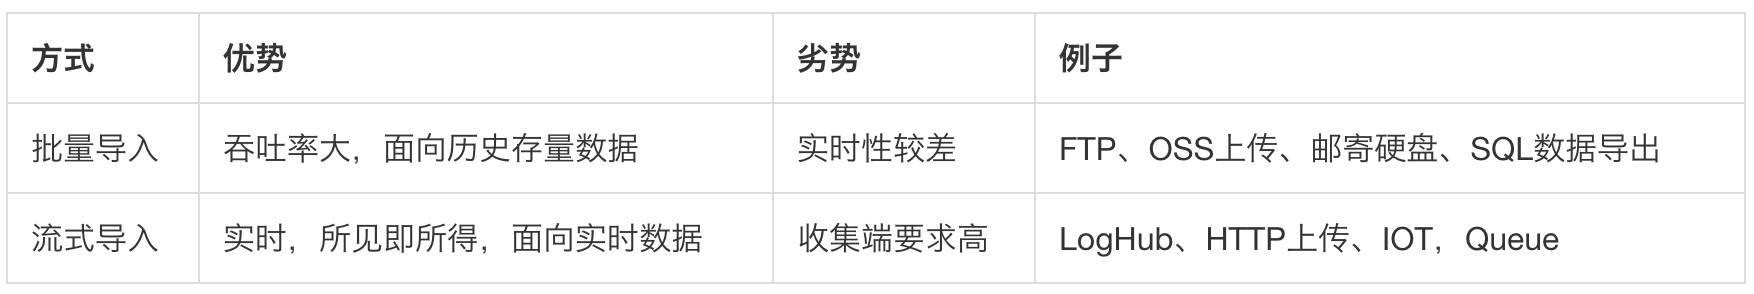 方式 优势 劣势 例子
批量导入 吞吐率大，面向历史存量数据 实时性较差 FTP、OSS上传、邮寄硬盘、SQL数据导出
流式导入 实时，所见即所得，面向实时数据 收集端要求高 LogHub、HTTP上传、IOT，Queue